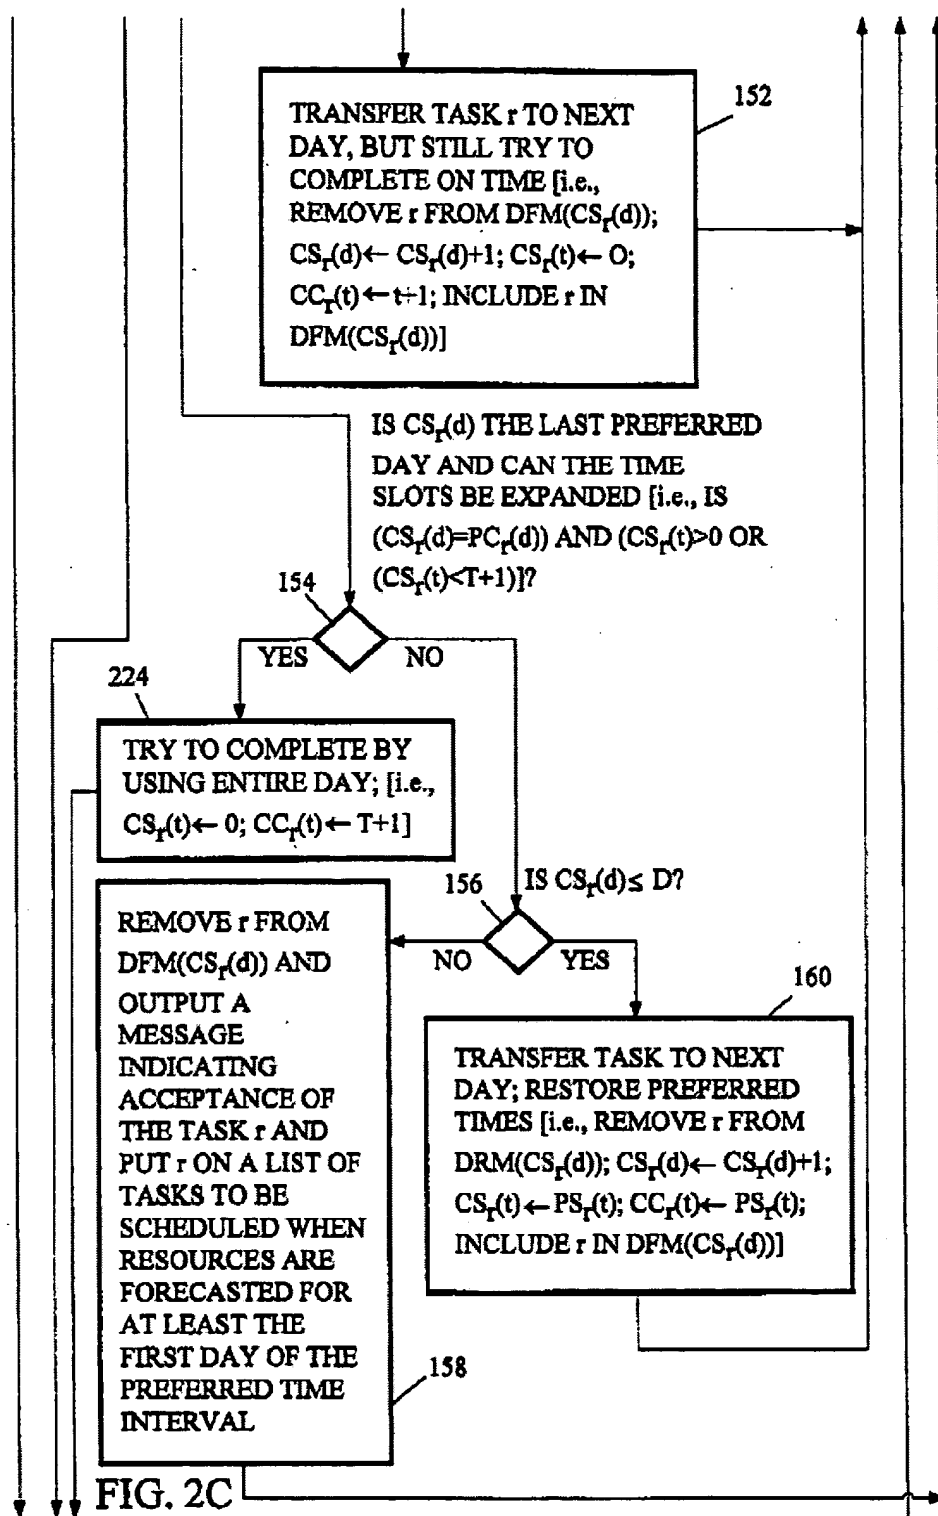 152
TRANSFER TASK r TO NEXT
DAY, BUT STILL TRY TO
COMPLETE ON TIME [i.e.,
REMOVE r FROM DFM(CSr(d));
CSr(d)← CSr(d)+1; CSr(t)← O;
CCr(t)←t+1; INCLUDE r IN
DFM(CSr(d))]
IS CSr(d) THE LAST PREFERRED
DAY AND CAN THE TIME
SLOTS BE EXPANDED [i.e., IS
(CSr(d)=PCr(d)) AND (CSr(t)>0 OR
(CSr(t)<T+1)]?
154
YES
NO
224
TRY TO COMPLETE BY
USING ENTIRE DAY; [i.e.,
CSr(t)← 0; CCr(t)← T+1]
156
IS CSr(d)≤ D?
NO
YES
REMOVE r FROM
DFM(CSr(d)) AND
OUTPUT A
MESSAGE
INDICATING
ACCEPTANCE OF
THE TASK r AND
PUT r ON A LIST OF
TASKS TO BE
SCHEDULED WHEN
RESOURCES ARE
FORECASTED FOR
AT LEAST THE
FIRST DAY OF THE
PREFERRED TIME
INTERVAL
158
160
TRANSFER TASK TO NEXT
DAY; RESTORE PREFERRED
TIMES [i.e., REMOVE r FROM
DRM(CSr(d)); CSr(d)← CSr(d)+1;
CSr(t)←PSr(t); CCr(t)← PSr(t);
INCLUDE r IN DFM(CSr(d))]
FIG. 2C